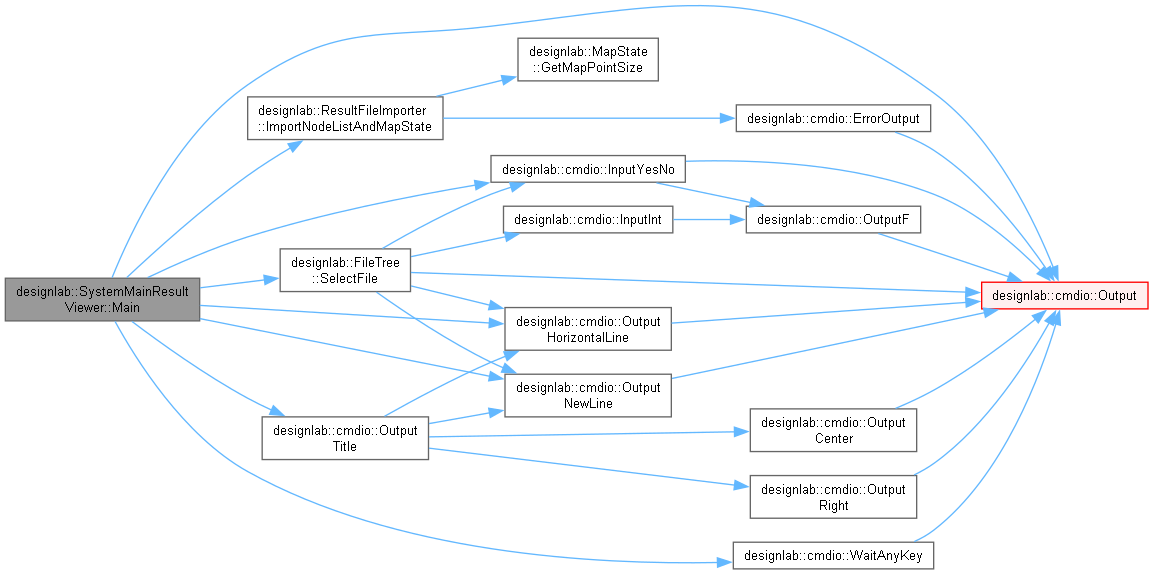 designlab::MapState
::GetMapPointSize
designlab::ResultFileImporter
::ImportNodeListAndMapState
designlab::cmdio::ErrorOutput
designlab::cmdio::InputYesNo
designlab::cmdio::InputInt
designlab::cmdio::OutputF
designlab::FileTree
::SelectFile
designlab::SystemMainResult
Viewer::Main
designlab::cmdio::Output
designlab::cmdio::Output
HorizontalLine
designlab::cmdio::Output
NewLine
designlab::cmdio::Output
Title
designlab::cmdio::Output
Center
designlab::cmdio::Output
Right
designlab::cmdio::WaitAnyKey